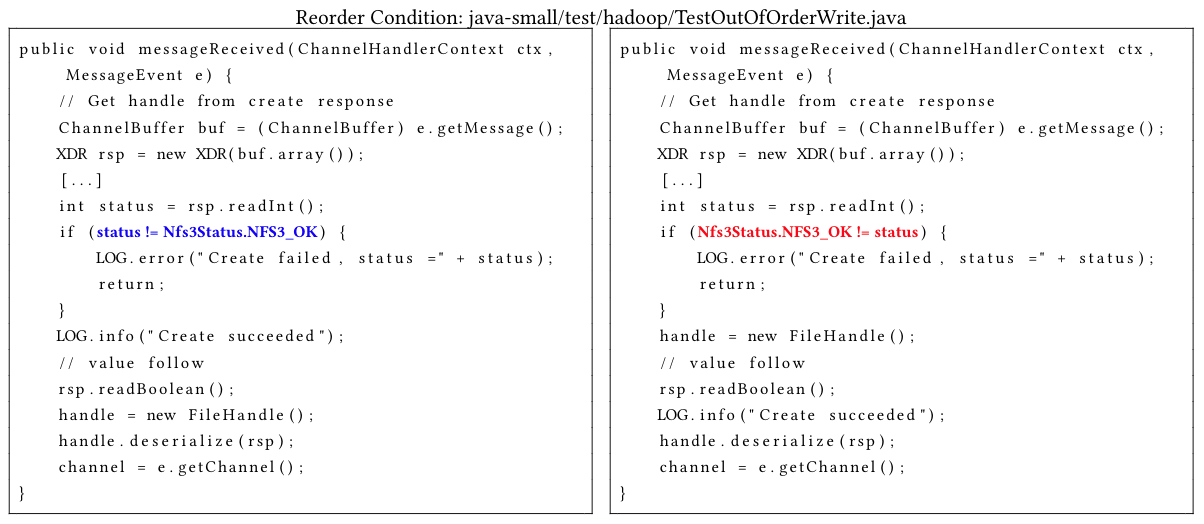 Reorder Condition: java-small/test/hadoop/TestOutOfOrderWrite.java
public void messageReceived(ChannelHandlerContext ctx,
MessageEvent e) {
// Get handle from create response
ChannelBuffer buf = (ChannelBuffer) e.getMessage();
XDR rsp = new XDR(buf.array());
[...]
int status = rsp.readInt();
if (status != Nfs3Status.NFS3_OK) {
LOG.error("Create failed, status =" + status);
return;
}
LOG.info("Create succeeded");
// value follow
rsp.readBoolean();
handle = new FileHandle();
handle.deserialize(rsp);
channel = e.getChannel();
}
public void messageReceived(ChannelHandlerContext ctx,
MessageEvent e) {
// Get handle from create response
ChannelBuffer buf = (ChannelBuffer) e.getMessage();
XDR rsp = new XDR(buf.array());
[...]
int status = rsp.readInt();
if (Nfs3Status.NFS3_OK != status) {
LOG.error("Create failed, status =" + status);
return;
}
handle = new FileHandle();
// value follow
rsp.readBoolean();
LOG.info("Create succeeded");
handle.deserialize(rsp);
channel = e.getChannel();
}